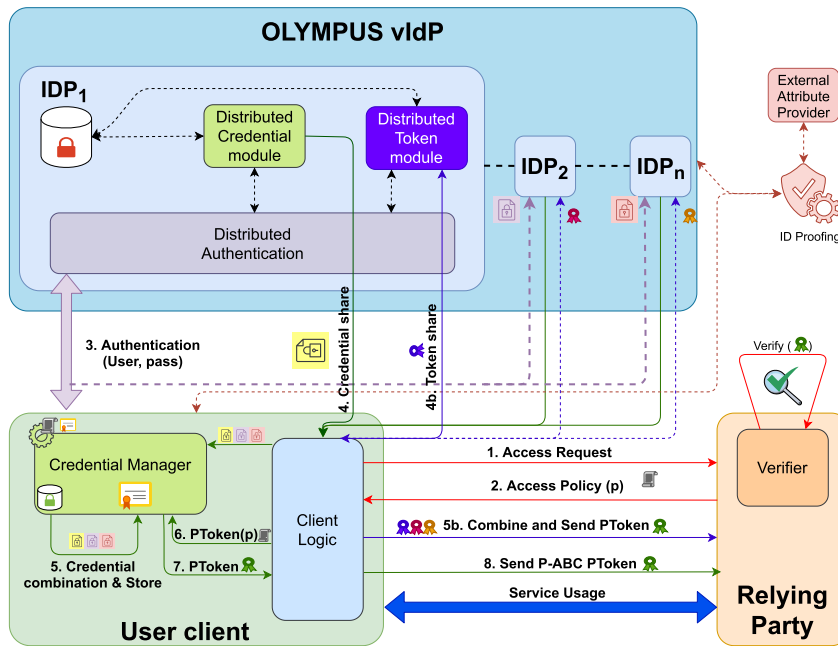 OLYMPUS vIdP
IDP1
Distributed
Credential
module
Distributed
Token
module
IDP2
IDPn
External
Attribute
Provider
ID Proofing
Distributed
Authentication
3. Authentication
(User, pass)
4. Credential share
4b. Token share
Verify ( )
Credential Manager
Client
Logic
Verifier
1. Access Request
2. Access Policy (p)
5b. Combine and Send PToken
6. PToken(p)
7. PToken
8. Send P-ABC PToken
5. Credential
combination & Store
Service Usage
User client
Relying
Party